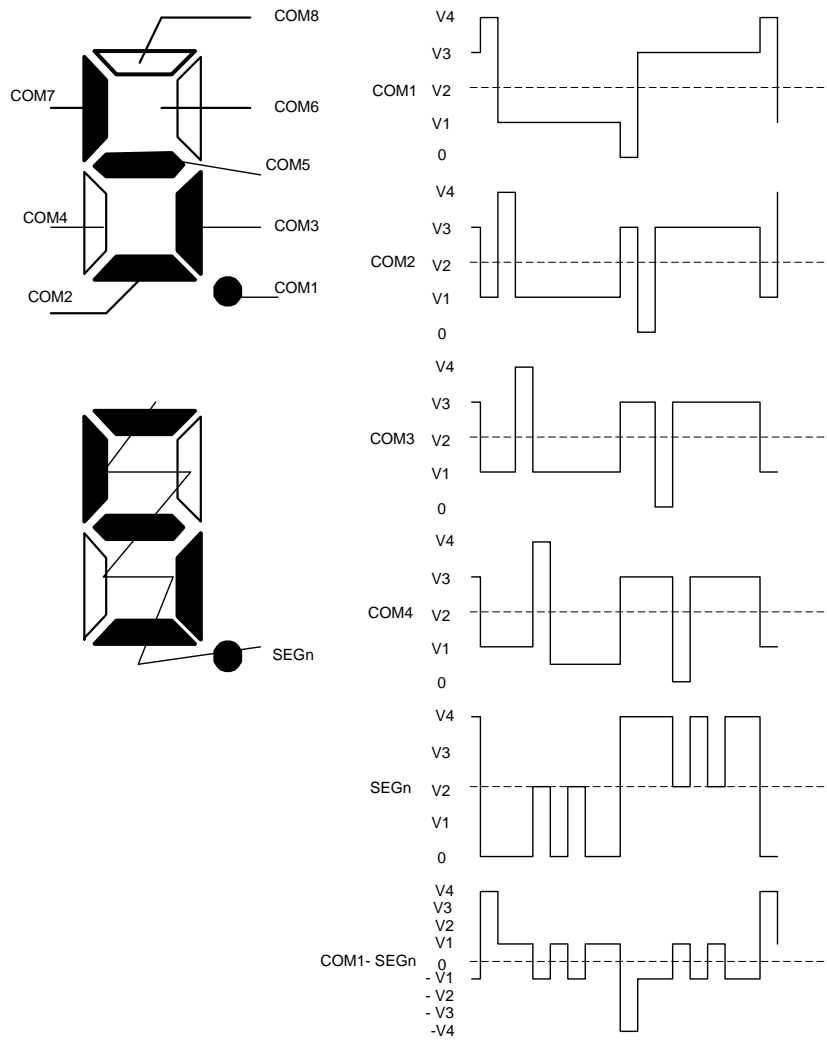 COM8
COM7
COM6
COM5
COM4
COM3
COM2
COM1
SEGn
V4
V3
COM1
V2
V1
0
V4
V3
COM2
V2
V1
0
V4
V3
COM3
V2
V1
0
V4
V3
COM4
V2
V1
0
V4
V3
SEGn
V2
V1
0
V4
V3
V2
V1
COM1- SEGn
0
- V1
- V2
- V3
-V4